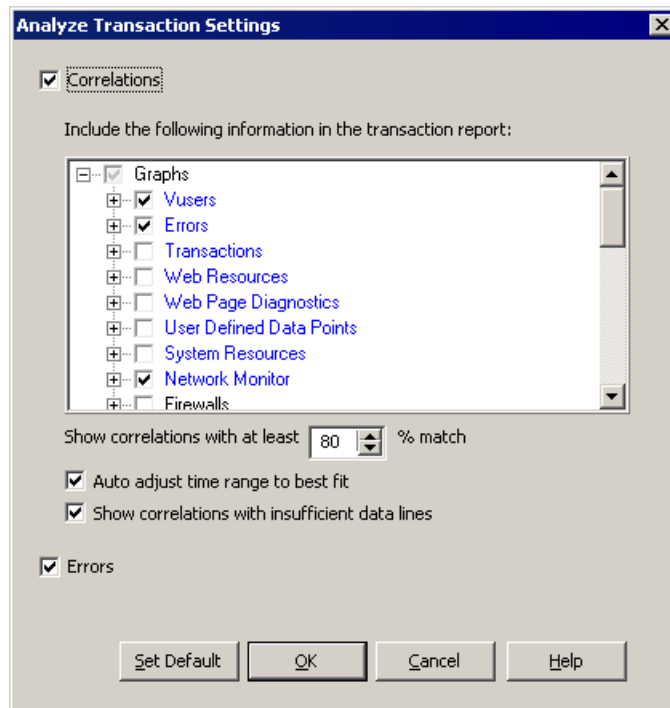 Analyze Transaction Settings
Correlations
Include the following information in the transaction report:
Graphs
Vusers
Errors
Transactions
Web Resources
Web Page Diagnostics
User Defined Data Points
System Resources
Network Monitor
Firewalls
Show correlations with at least 80 % match
Auto adjust time range to best fit
Show correlations with insufficient data lines
Errors
Set Default OK Cancel Help